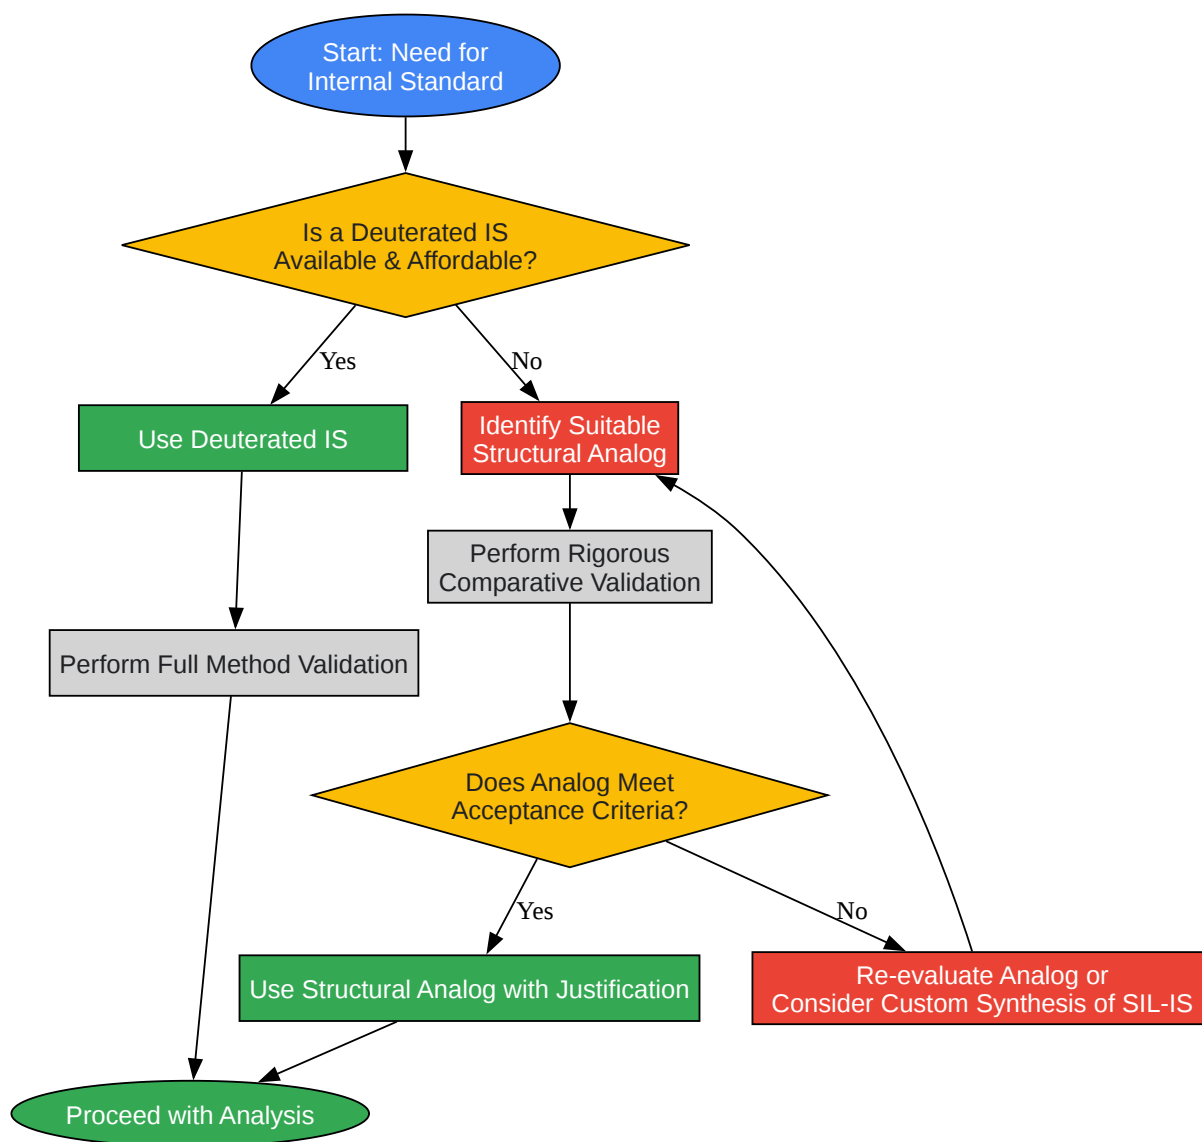 Start: Need for
Internal Standard
Is a Deuterated IS
Available & Affordable?
Yes
No
Use Deuterated IS
Identify Suitable
Structural Analog
Perform Rigorous
Comparative Validation
Perform Full Method Validation
Does Analog Meet
Acceptance Criteria?
Yes
No
Use Structural Analog with Justification
Re-evaluate Analog or
Consider Custom Synthesis of SIL-IS
Proceed with Analysis